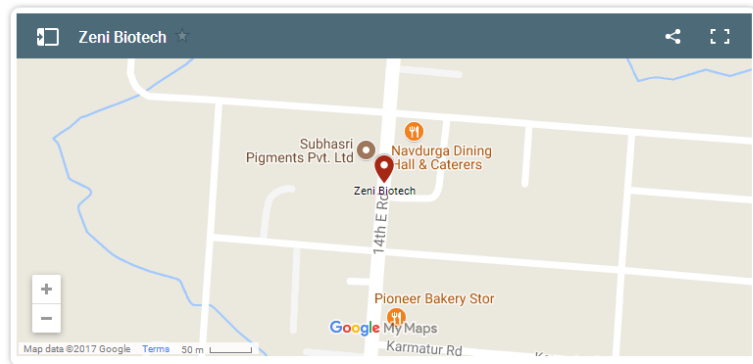 Zeni Biotech
Subhasri
Pigments Pvt. Ltd
Navdurga Dining
Hall & Caterers
Zeni Biotech
14th E Rd
Pioneer Bakery Stor
Google My Maps
Karmatur Rd
+
−
Map data ©2017 Google Terms 50 m